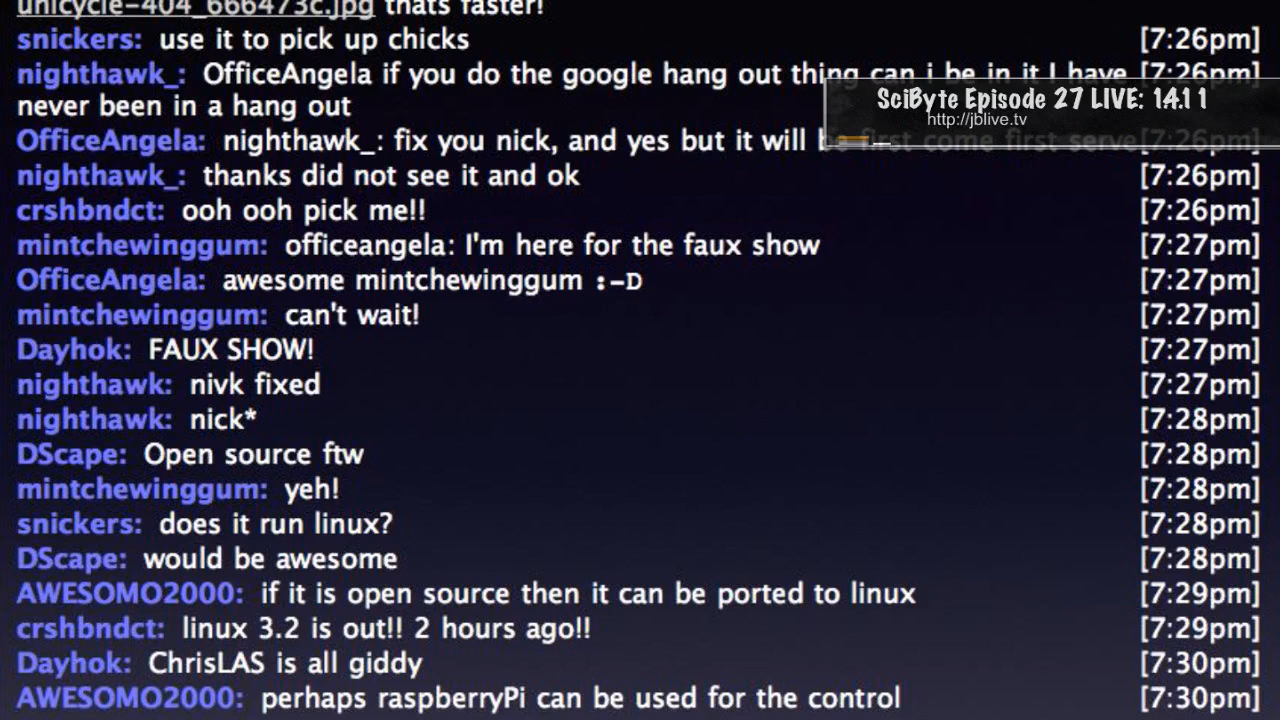 unicycle-404_666473c.jpg thats faster!
snickers: use it to pick up chicks [7:26pm]
nighthawk_: OfficeAngela if you do the google hang out thing can i be in it I have [7:26pm]
never been in a hang out
SciByte Episode 27 LIVE: 14.11
http://jblive.tv
OfficeAngela: nighthawk_: fix you nick, and yes but it will be first come first serve [7:26pm]
nighthawk_: thanks did not see it and ok [7:26pm]
crshbndct: ooh ooh pick me!! [7:26pm]
mintchewinggum: officeangela: I'm here for the faux show [7:27pm]
OfficeAngela: awesome mintchewinggum :-D [7:27pm]
mintchewinggum: can't wait! [7:27pm]
Dayhok: FAUX SHOW! [7:27pm]
nighthawk: nivk fixed [7:27pm]
nighthawk: nick* [7:28pm]
DScape: Open source ftw [7:28pm]
mintchewinggum: yeh! [7:28pm]
snickers: does it run linux? [7:28pm]
DScape: would be awesome [7:28pm]
AWESOMO2000: if it is open source then it can be ported to linux [7:29pm]
crshbndct: linux 3.2 is out!! 2 hours ago!! [7:29pm]
Dayhok: ChrisLAS is all giddy [7:30pm]
AWESOMO2000: perhaps raspberryPi can be used for the control [7:30pm]